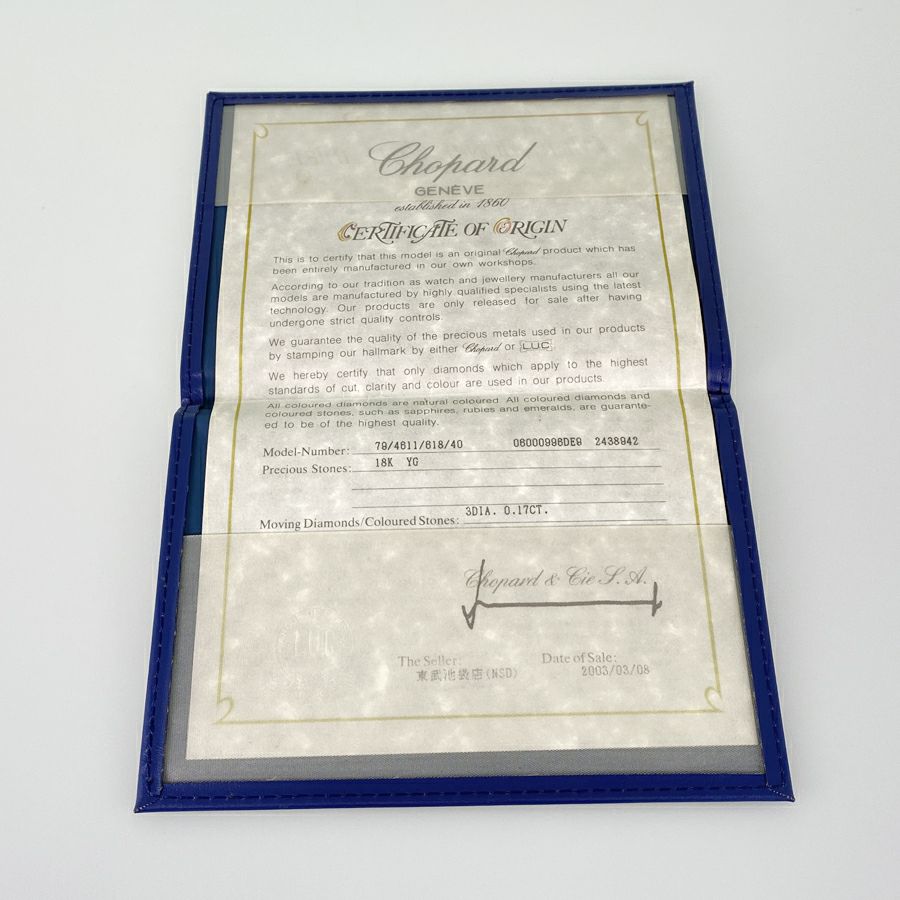 Chopard
GENÈVE
established in 1860
CERTIFICATE OF ORIGIN
This is to certify that this model is an original Chopard product which has
been entirely manufactured in our own workshops.
According to our tradition as watch and jewellery manufacturers all our
models are manufactured by highly qualified specialists using the latest
technology. Our products are only released for sale after having
undergone strict quality controls.
We guarantee the quality of the precious metals used in our products
by stamping our hallmark by either Chopard or L.U.C
We hereby certify that only diamonds which apply to the highest
standards of cut, clarity and colour are used in our products.
All coloured diamonds are natural coloured. All coloured diamonds and
coloured stones, such as sapphires, rubies and emeralds, are guarante-
ed to be of the highest quality.
Model-Number: 79/4611/618/40 06000996DE9 2438942
Precious Stones: 18K YG
Moving Diamonds/Coloured Stones: 3DIA. 0.17CT.
Chopard & Cie S.A.
The Seller: Date of Sale:
東武池袋店(NSD) 2003/03/08